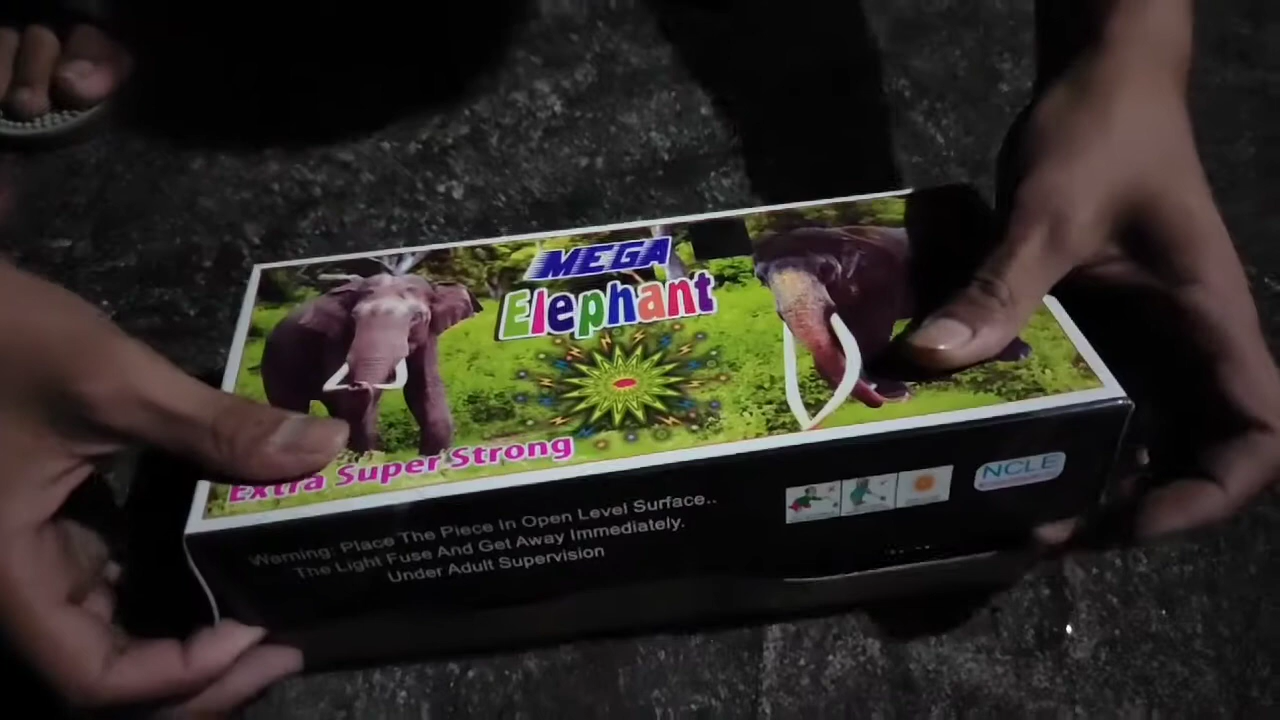 MEGA
Elephant
Extra Super Strong
Warning: Place The Piece In Open Level Surface..
The Light Fuse And Get Away Immediately.
Under Adult Supervision
NCLE